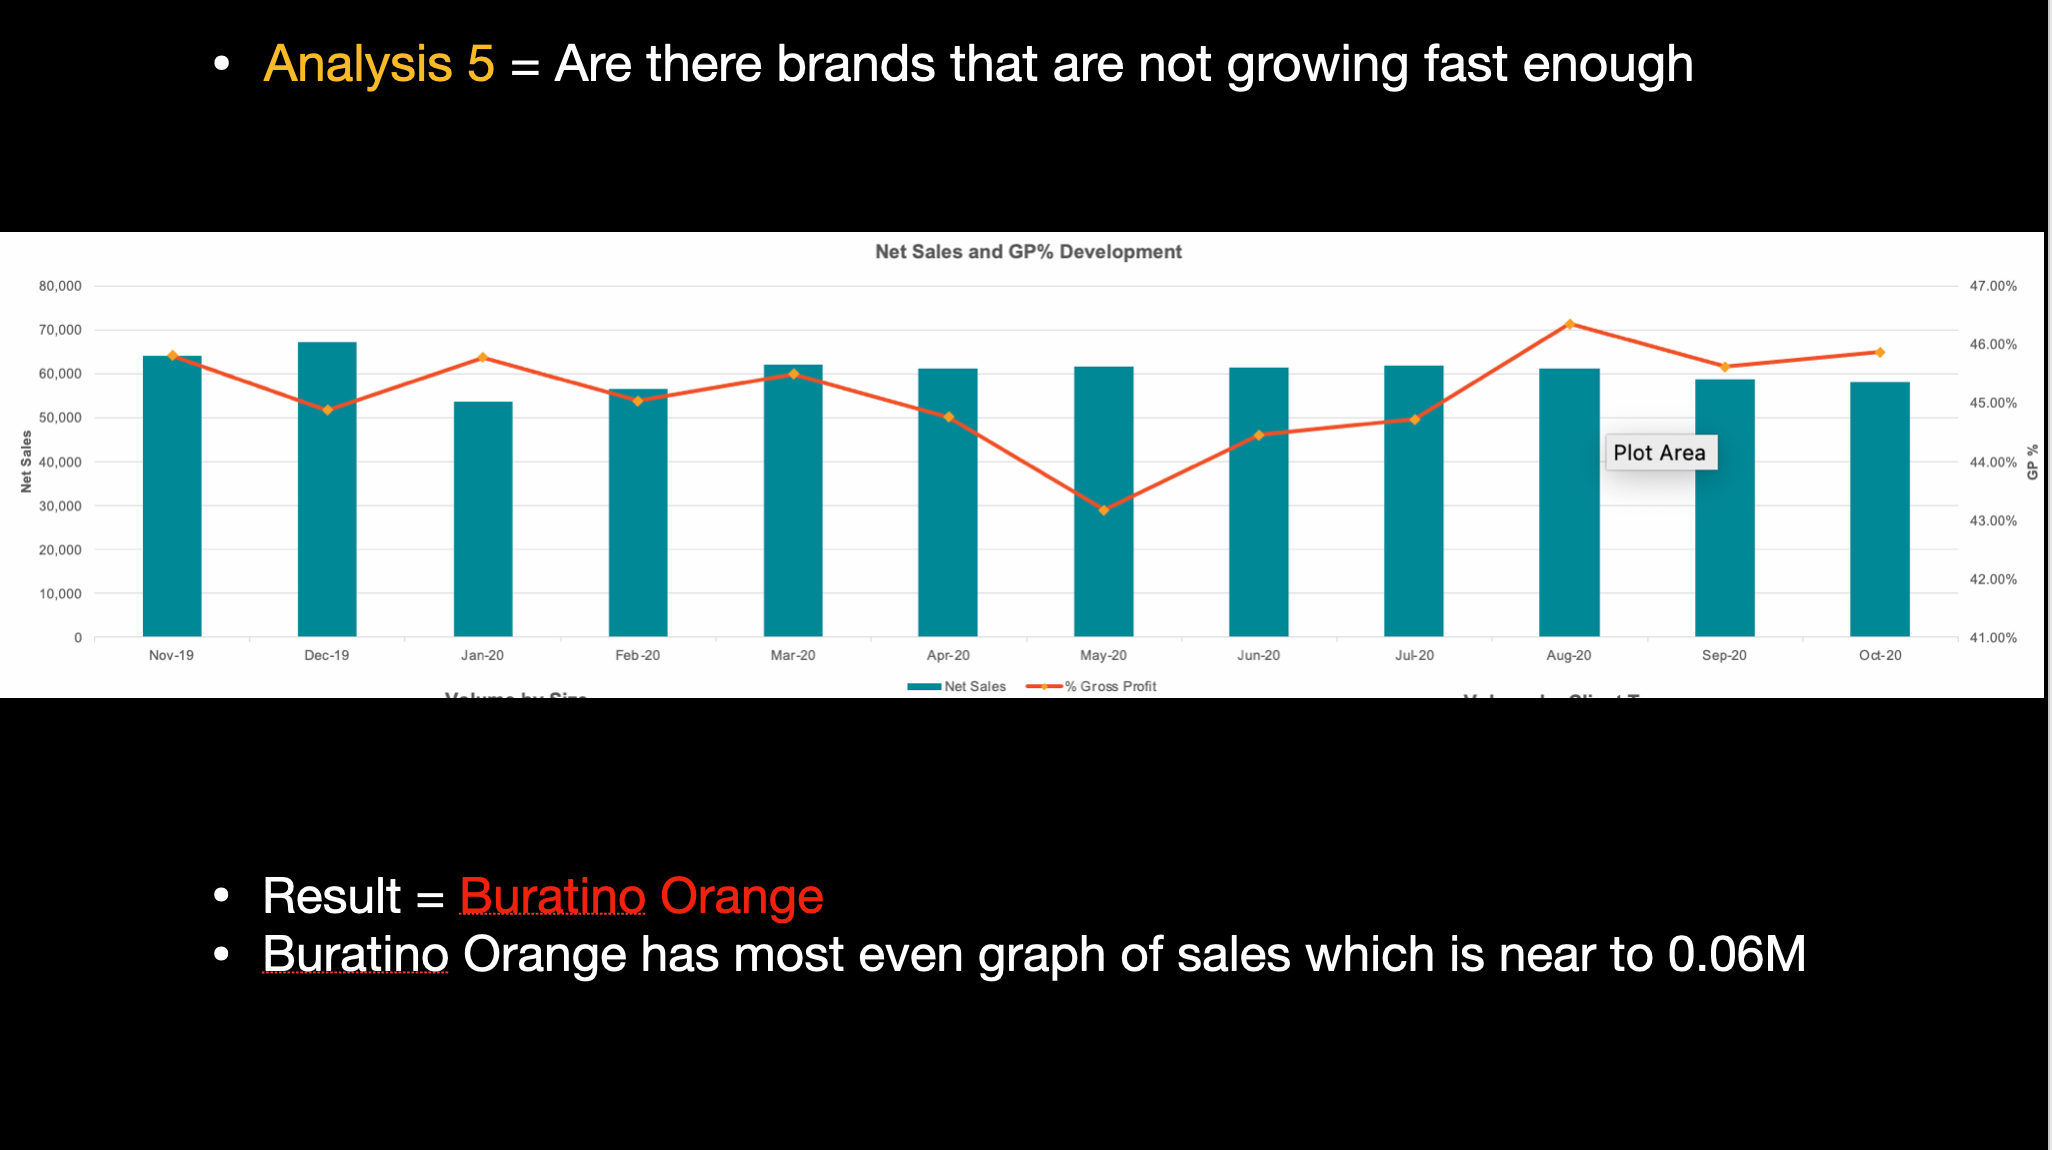 • Analysis 5 = Are there brands that are not growing fast enough
Net Sales and GP% Development
80,000
70,000
60,000
50,000
40,000
30,000
20,000
10,000
0
Net Sales
47.00%
46.00%
45.00%
44.00%
43.00%
42.00%
41.00%
GP %
Plot Area
Nov-19 Dec-19 Jan-20 Feb-20 Mar-20 Apr-20 May-20 Jun-20 Jul-20 Aug-20 Sep-20 Oct-20
Net Sales % Gross Profit
Volume by Size
• Result = Buratino Orange
• Buratino Orange has most even graph of sales which is near to 0.06M